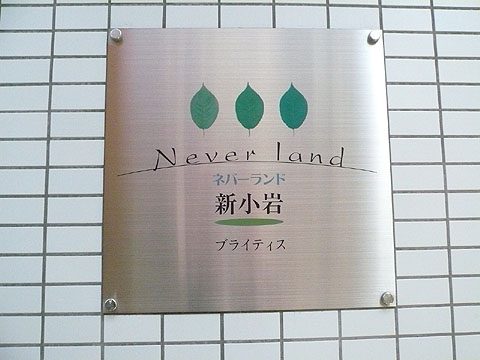 Never land
ネバーランド
新小岩
ブライティス